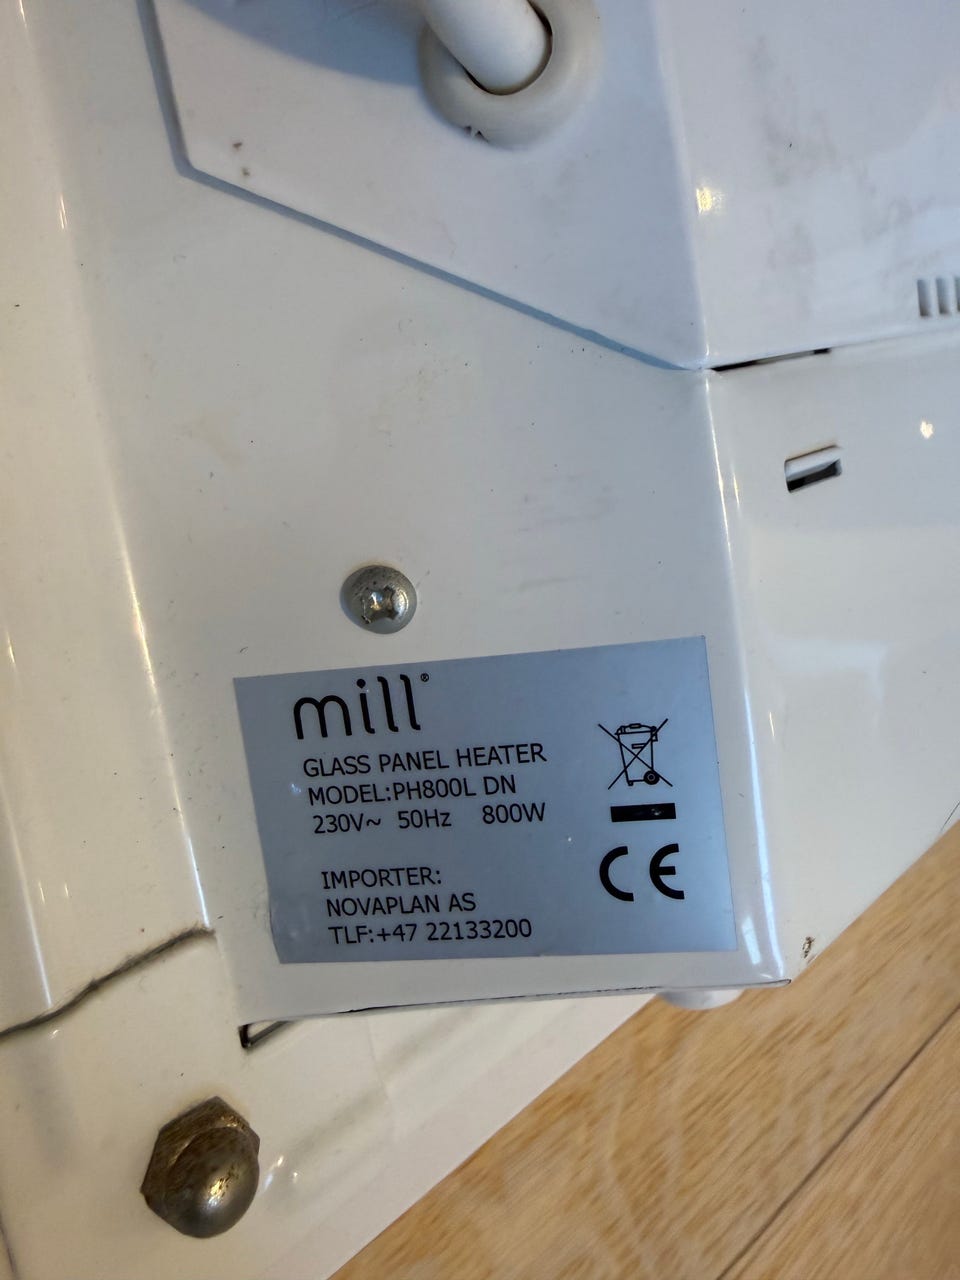 mill®
GLASS PANEL HEATER
MODEL:PH800L DN
230V~ 50Hz 800W
IMPORTER:
NOVAPLAN AS
TLF:+47 22133200
CE